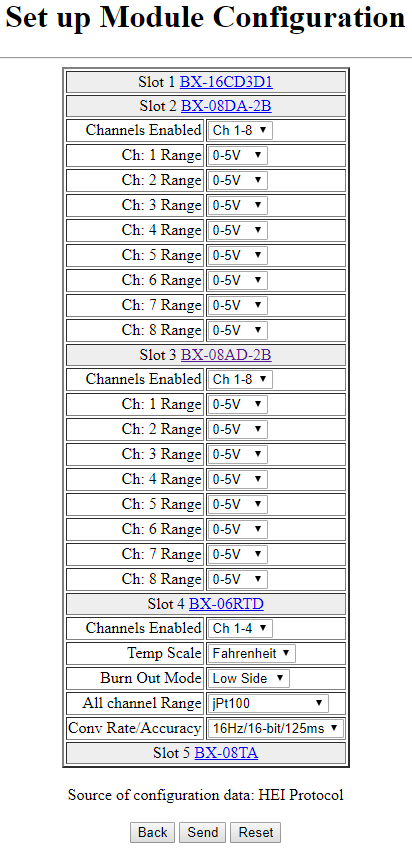 Set up Module Configuration
Slot 1 BX-16CD3D1
Slot 2 BX-08DA-2B
Channels Enabled Ch 1-8
Ch: 1 Range 0-5V
Ch: 2 Range 0-5V
Ch: 3 Range 0-5V
Ch: 4 Range 0-5V
Ch: 5 Range 0-5V
Ch: 6 Range 0-5V
Ch: 7 Range 0-5V
Ch: 8 Range 0-5V
Slot 3 BX-08AD-2B
Channels Enabled Ch 1-8
Ch: 1 Range 0-5V
Ch: 2 Range 0-5V
Ch: 3 Range 0-5V
Ch: 4 Range 0-5V
Ch: 5 Range 0-5V
Ch: 6 Range 0-5V
Ch: 7 Range 0-5V
Ch: 8 Range 0-5V
Slot 4 BX-06RTD
Channels Enabled Ch 1-4
Temp Scale Fahrenheit
Burn Out Mode Low Side
All channel Range jPt100
Conv Rate/Accuracy 16Hz/16-bit/125ms
Slot 5 BX-08TA
Source of configuration data: HEI Protocol
Back Send Reset